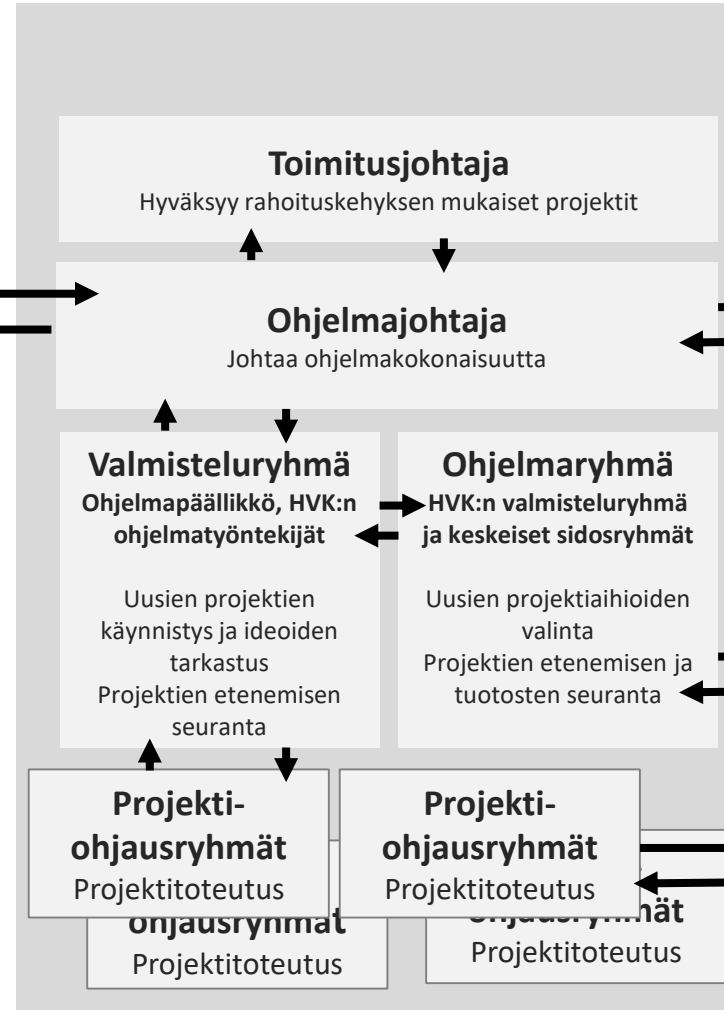 Toimitusjohtaja
Hyväksyy rahoituskehyksen mukaiset projektit
Ohjelmajohtaja
Johtaa ohjelmakokonaisuutta
Valmisteluryhmä
Ohjelmapäällikkö, HVK:n
ohjelmatyöntekijät
Uusien projektien
käynnistys ja ideoiden
tarkastus
Projektien etenemisen
seuranta
Ohjelmaryhmä
HVK:n valmisteluryhmä
ja keskeiset sidosryhmät
Uusien projektiaihioiden
valinta
Projektien etenemisen ja
tuotosten seuranta
Projekti-
ohjausryhmät
Projektitoteutus
Projekti-
ohjausryhmät
Projektitoteutus
ohjausryhmät
Projektitoteutus
ohjausryhmät
Projektitoteutus